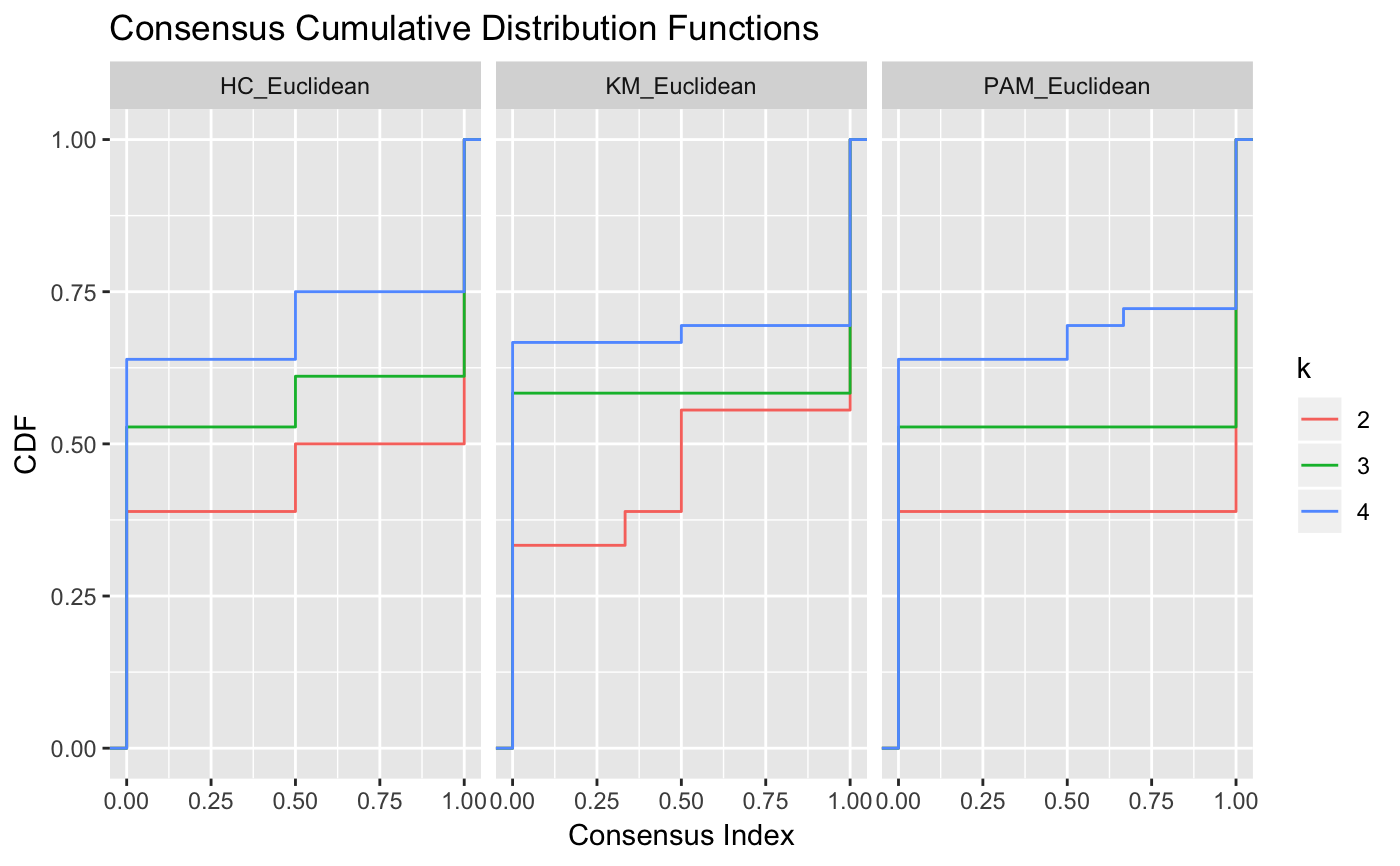 Consensus Cumulative Distribution Functions
HC_Euclidean KM_Euclidean PAM_Euclidean
1.00
0.75
0.50
0.25
0.00
CDF
0.00 0.25 0.50 0.75 1.00 0.00 0.25 0.50 0.75 1.00 0.00 0.25 0.50 0.75 1.00
Consensus Index
k
2
3
4